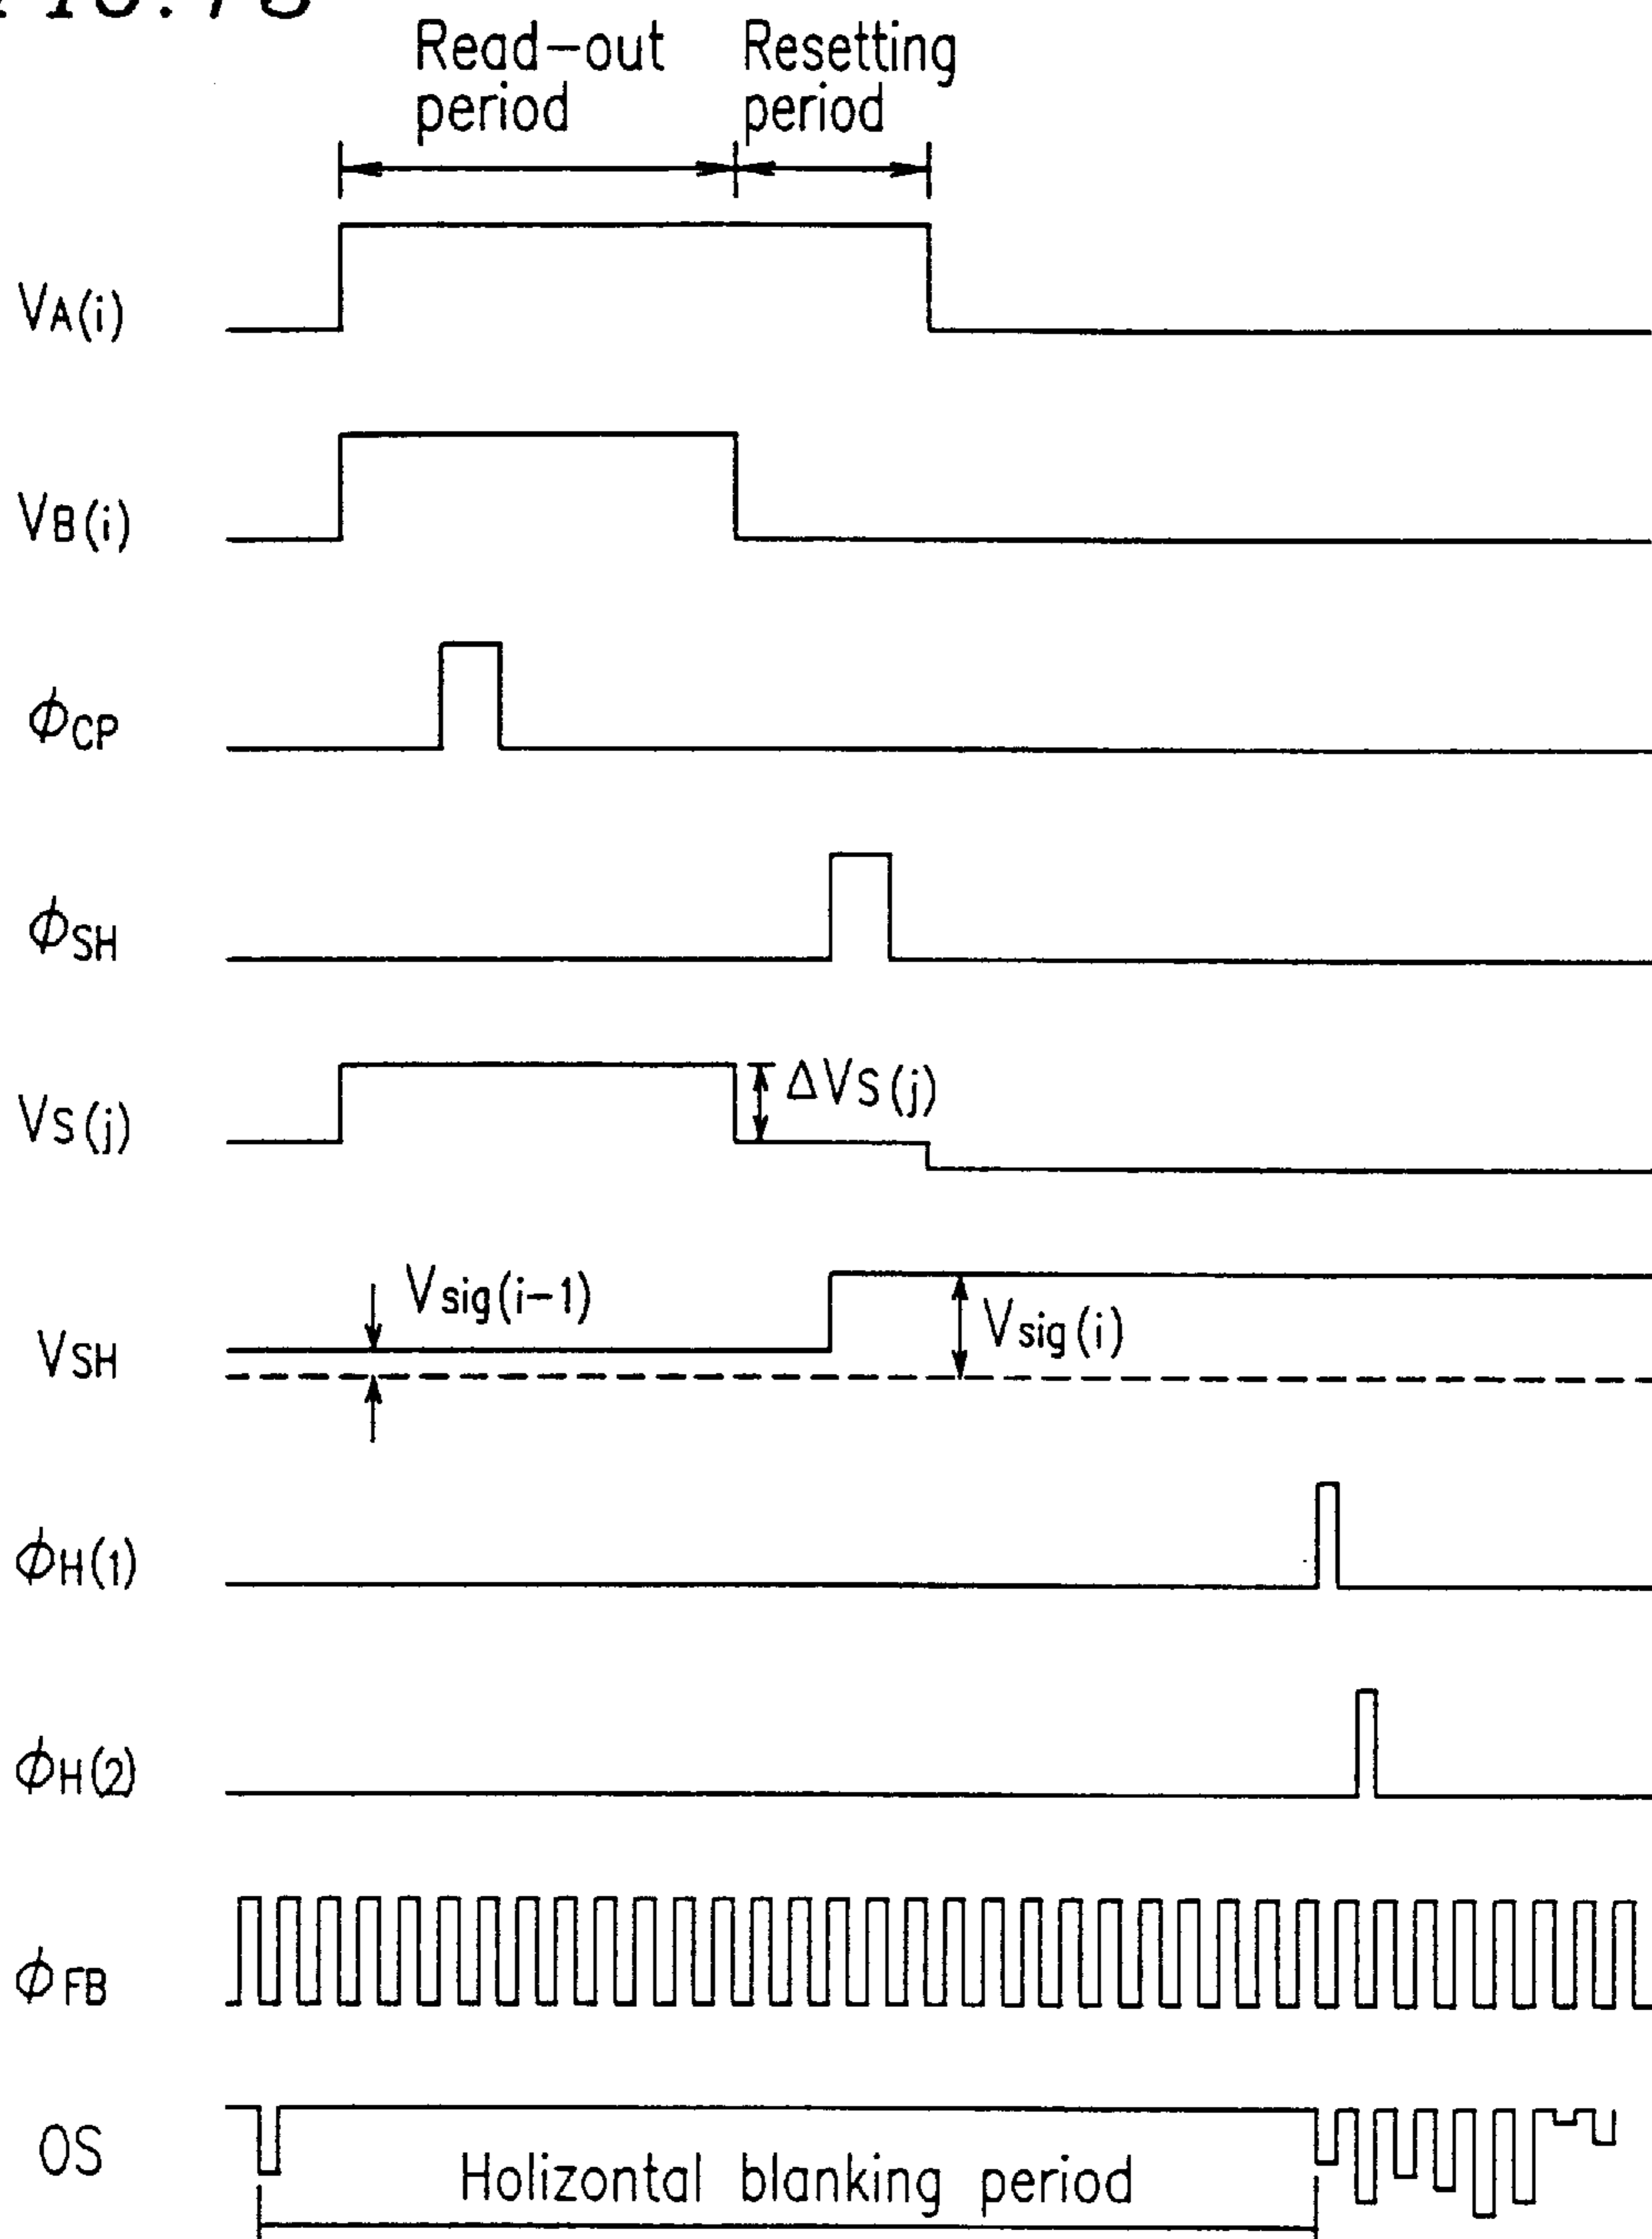 Read-out Resetting
period period
VA(i)
VB(i)
ϕCP
ϕSH
VS(j)
ΔVS(j)
Vsig(i-1)
Vsig(i)
VSH
ϕH(1)
ϕH(2)
ϕFB
OS
Holizontal blanking period